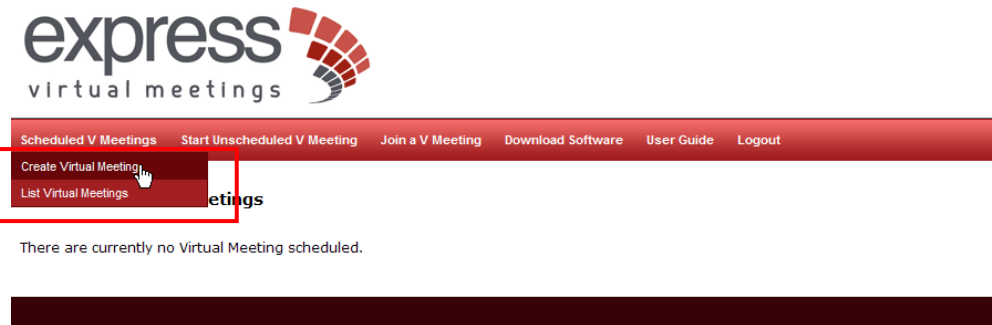 express
virtual meetings
Scheduled V Meetings Start Unscheduled V Meeting Join a V Meeting Download Software User Guide Logout
Create Virtual Meeting
List Virtual Meetings
etings
There are currently no Virtual Meeting scheduled.